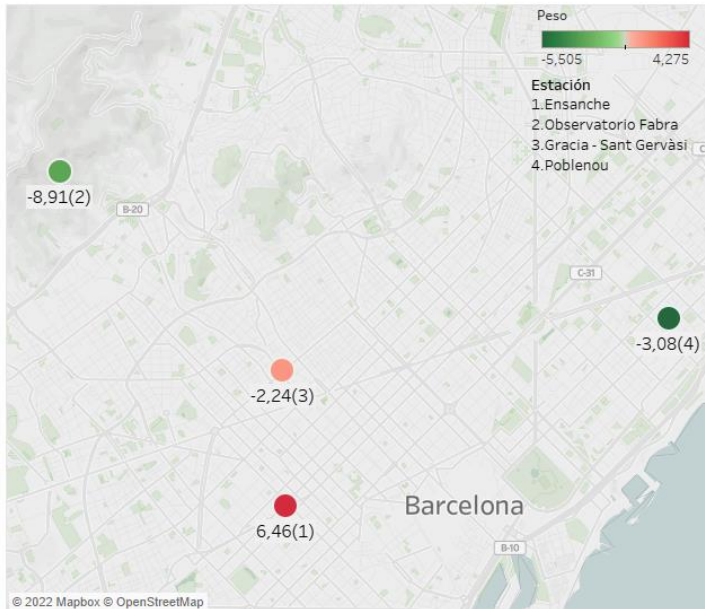 Peso
-5,505 4,275
Estación
1.Ensanche
2.Observatorio Fabra
3.Gracia - Sant Gervàsi
4.Poblenou
-8,91(2)
B-20
C-31
-3,08(4)
-2,24(3)
Barcelona
6,46(1)
B-10
© 2022 Mapbox © OpenStreetMap